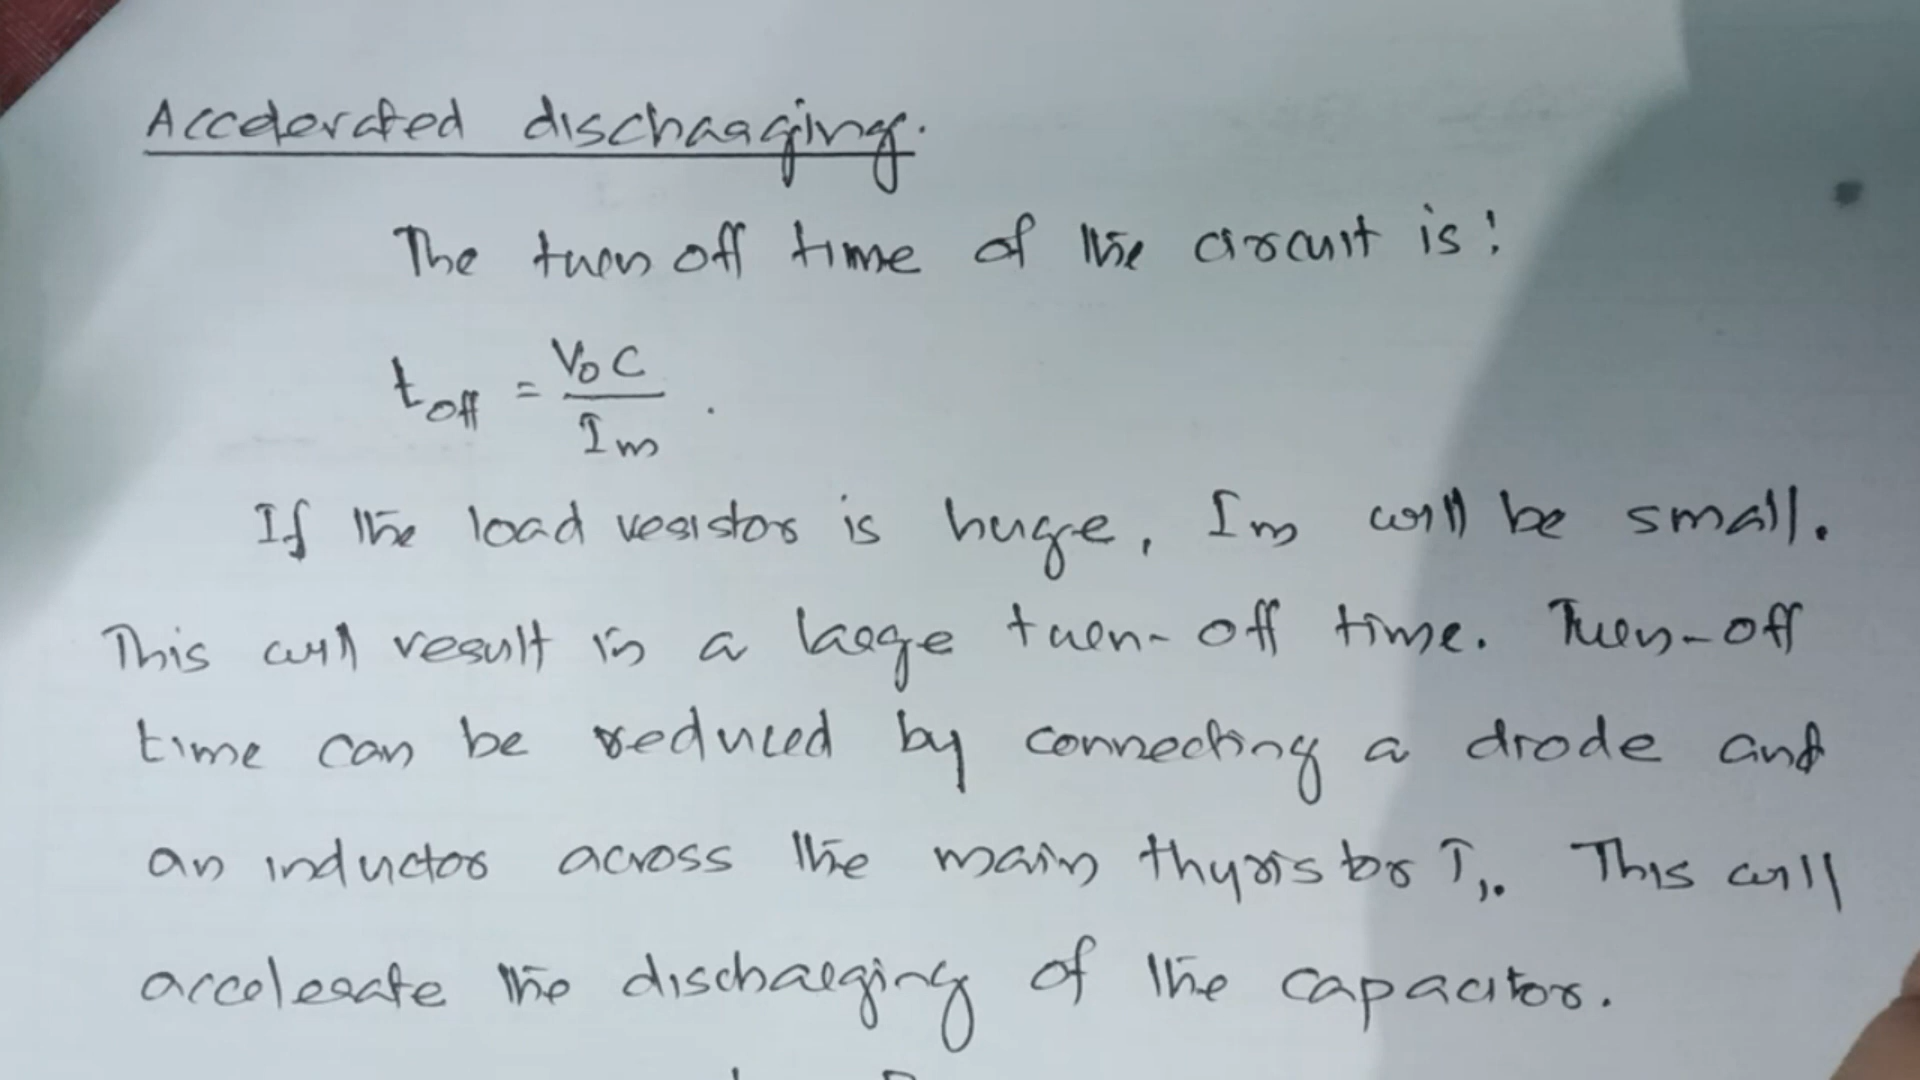 Accelerated discharging.
The turn off time of the circuit is:
t_off = V₀C / Im.
If the load resistor is huge, Im will be small.
This will result in a large turn-off time. Turn-off
time can be reduced by connecting a diode and
an inductor across the main thyristor T₁. This will
accelerate the discharging of the capacitor.